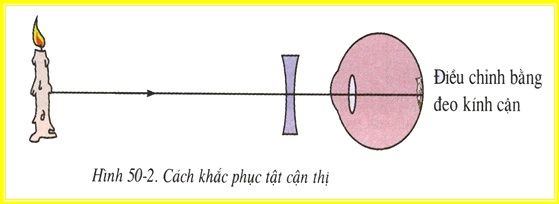 Điều chỉnh bằng
đeo kính cận
Hình 50-2. Cách khắc phục tật cận thị